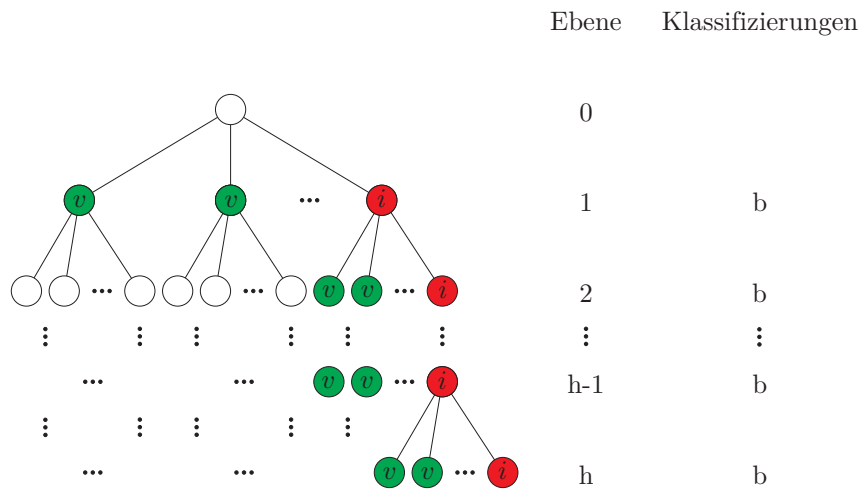 Ebene Klassifizierungen
0
v v ... i 1 b
... ... v v ... i 2 b
⋮ ⋮ ⋮ ⋮ ⋮ ⋮ ⋮ ⋮
... ... v v ... i h-1 b
⋮ ⋮ ⋮ ⋮ ⋮
... ... v v ... i h b